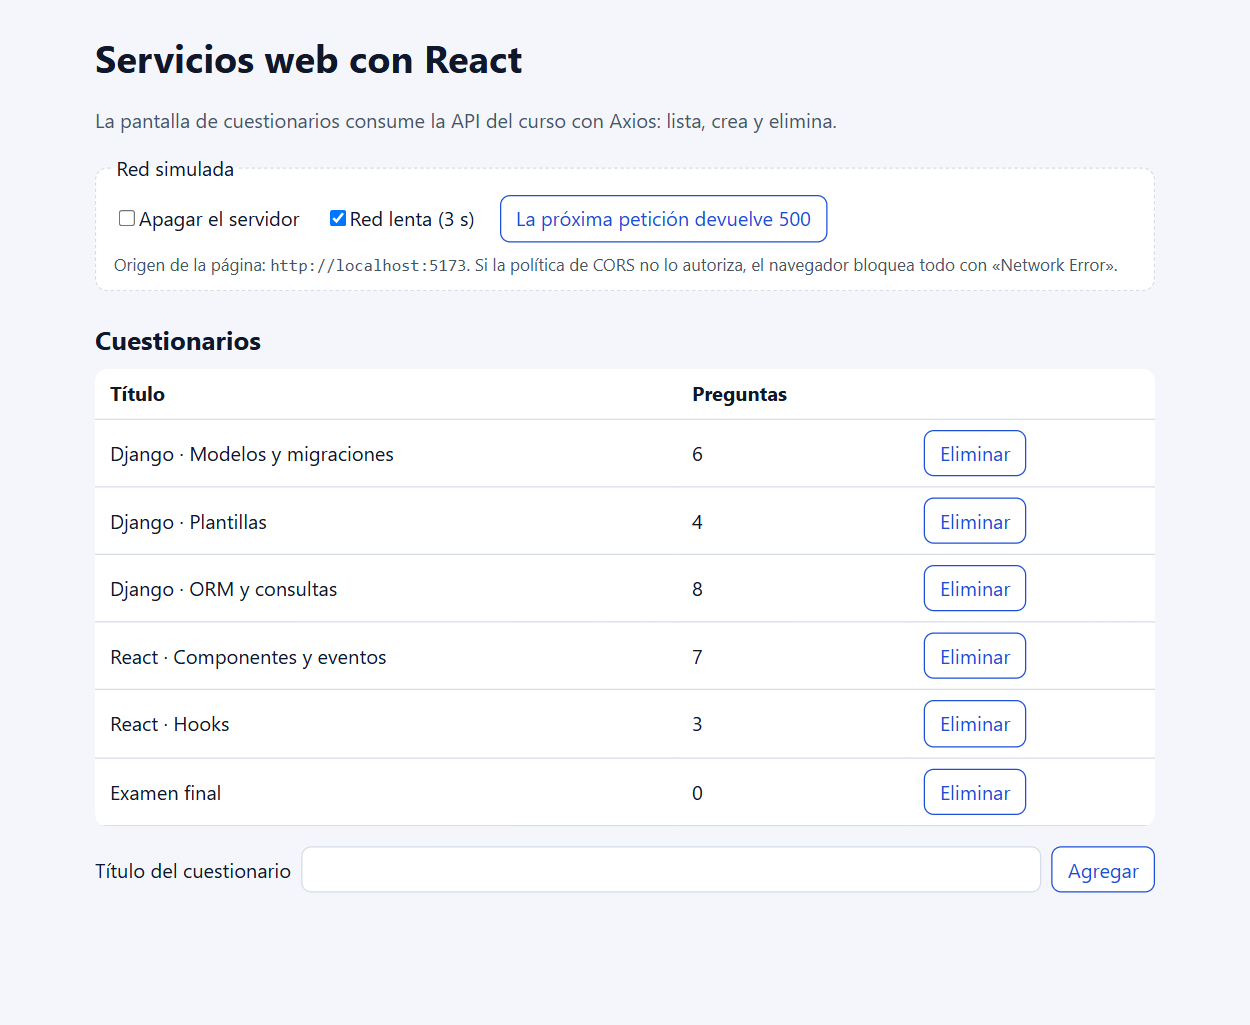 Servicios web con React
La pantalla de cuestionarios consume la API del curso con Axios: lista, crea y elimina.
Red simulada
Apagar el servidor Red lenta (3 s) La próxima petición devuelve 500
Origen de la página: http://localhost:5173. Si la política de CORS no lo autoriza, el navegador bloquea todo con «Network Error».
Cuestionarios
Título Preguntas
Django · Modelos y migraciones 6 Eliminar
Django · Plantillas 4 Eliminar
Django · ORM y consultas 8 Eliminar
React · Componentes y eventos 7 Eliminar
React · Hooks 3 Eliminar
Examen final 0 Eliminar
Título del cuestionario Agregar